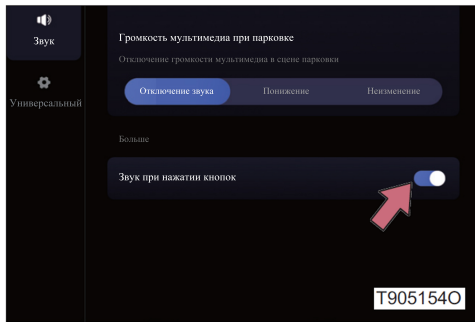 Звук
Универсальный
Громкость мультимедиа при парковке
Отключение громкости мультимедиа в сцене парковки
Отключение звука
Понижение
Неизменение
Больше
Звук при нажатии кнопок
T905154O